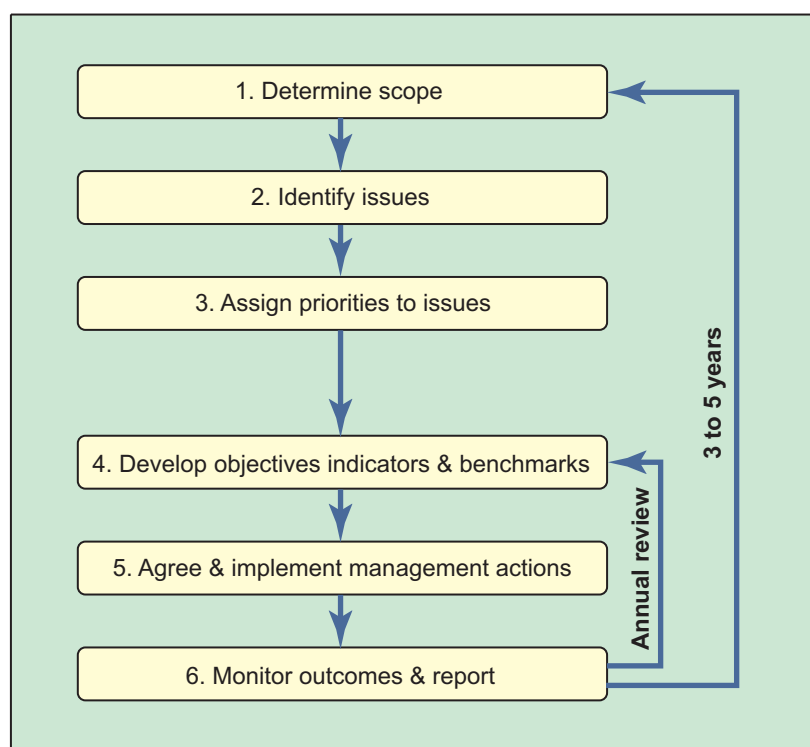 1. Determine scope
2. Identify issues
3. Assign priorities to issues
4. Develop objectives indicators & benchmarks
5. Agree & implement management actions
6. Monitor outcomes & report
Annual review
3 to 5 years